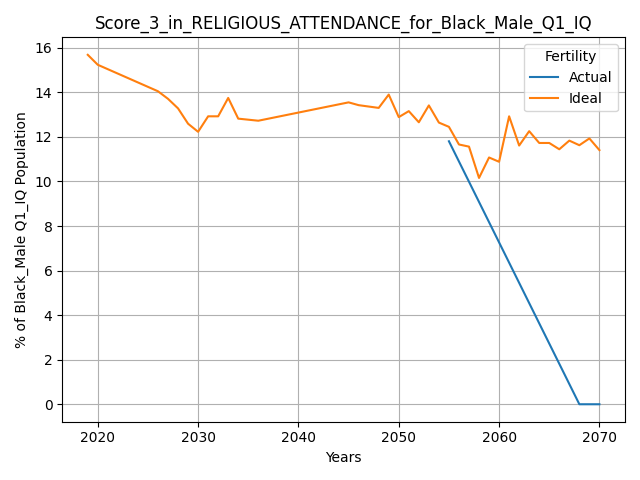 Score_3_in_RELIGIOUS_ATTENDANCE_for_Black_Male_Q1_IQ
Fertility
Actual
Ideal
% of Black_Male Q1_IQ Population
16
14
12
10
8
6
4
2
0
2020 2030 2040 2050 2060 2070
Years